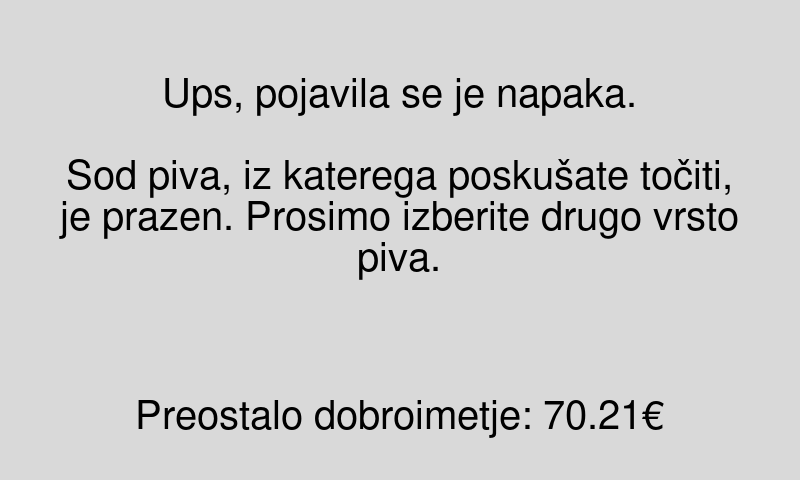 Ups, pojavila se je napaka.
Sod piva, iz katerega poskušate točiti,
je prazen. Prosimo izberite drugo vrsto
piva.
Preostalo dobroimetje: 70.21€